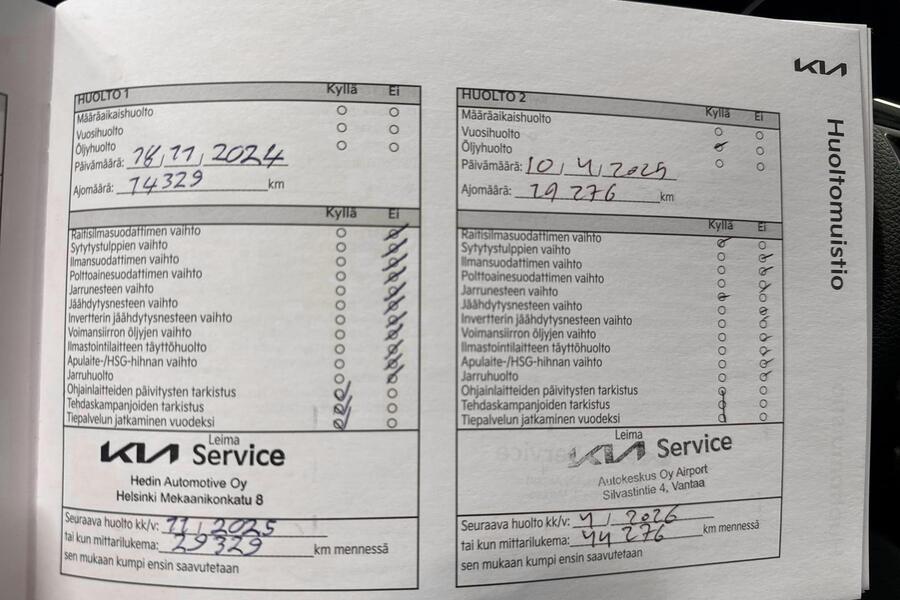 KIA
Huoltomuistio
HUOLTO 1 Kyllä Ei
Määräaikaishuolto
Vuosihuolto
Öljyhuolto
Päivämäärä: 18, 11, 2024
Ajomäärä: 14329 km
Kyllä Ei
Raitisilmasuodattimen vaihto
Sytytystulppien vaihto
Ilmansuodattimen vaihto
Polttoainesuodattimen vaihto
Jarrunesteen vaihto
Jäähdytysnesteen vaihto
Invertterin jäähdytysnesteen vaihto
Voimansiirron öljyjen vaihto
Ilmastointilaitteen täyttöhuolto
Apulaite-/HSG-hihnan vaihto
Jarruhuolto
Ohjainlaitteiden päivitysten tarkistus
Tehdaskampanjoiden tarkistus
Tiepalvelun jatkaminen vuodeksi
Leima
KIA Service
Hedin Automotive Oy
Helsinki Mekaanikonkatu 8
Seuraava huolto kk/v: 11 / 2025
tai kun mittarilukema: 29329 km mennessä
sen mukaan kumpi ensin saavutetaan
HUOLTO 2 Kyllä Ei
Määräaikaishuolto
Vuosihuolto
Öljyhuolto
Päivämäärä: 10, 4, 2025
Ajomäärä: 29 276 km
Kyllä Ei
Raitisilmasuodattimen vaihto
Sytytystulppien vaihto
Ilmansuodattimen vaihto
Polttoainesuodattimen vaihto
Jarrunesteen vaihto
Jäähdytysnesteen vaihto
Invertterin jäähdytysnesteen vaihto
Voimansiirron öljyjen vaihto
Ilmastointilaitteen täyttöhuolto
Apulaite-/HSG-hihnan vaihto
Jarruhuolto
Ohjainlaitteiden päivitysten tarkistus
Tehdaskampanjoiden tarkistus
Tiepalvelun jatkaminen vuodeksi
Leima
KIA Service
Autokeskus Oy Airport
Silvastintie 4, Vantaa
Seuraava huolto kk/v: 4 / 2026
tai kun mittarilukema: 44 276 km mennessä
sen mukaan kumpi ensin saavutetaan